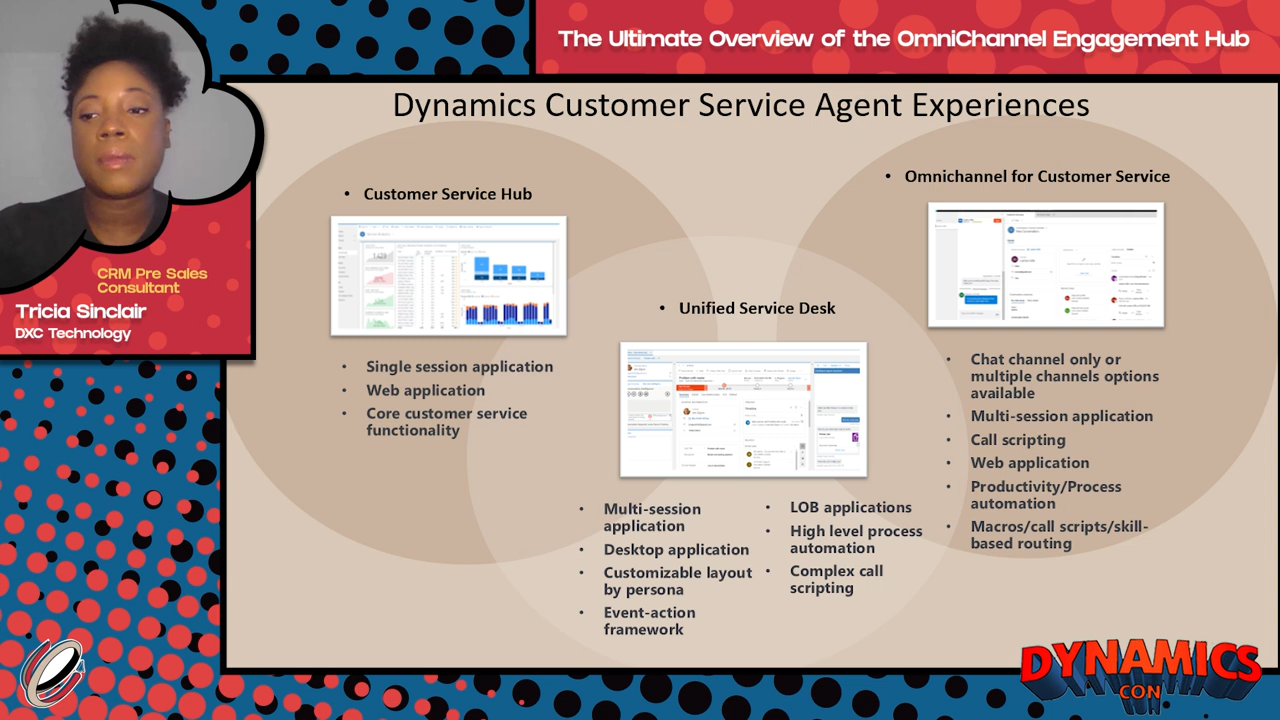 The Ultimate Overview of the OmniChannel Engagement Hub
Dynamics Customer Service Agent Experiences
CRM Pre Sales
Consultant
Tricia Sinclair
DXC Technology
• Customer Service Hub
• Single session application
• Web application
• Core customer service
functionality
• Unified Service Desk
• Multi-session
application
• Desktop application
• Customizable layout
by persona
• Event-action
framework
• LOB applications
• High level process
automation
• Complex call
scripting
• Omnichannel for Customer Service
• Chat channel only or
multiple channels options
available
• Multi-session application
• Call scripting
• Web application
• Productivity/Process
automation
• Macros/call scripts/skill-
based routing
DYNAMICS
CON